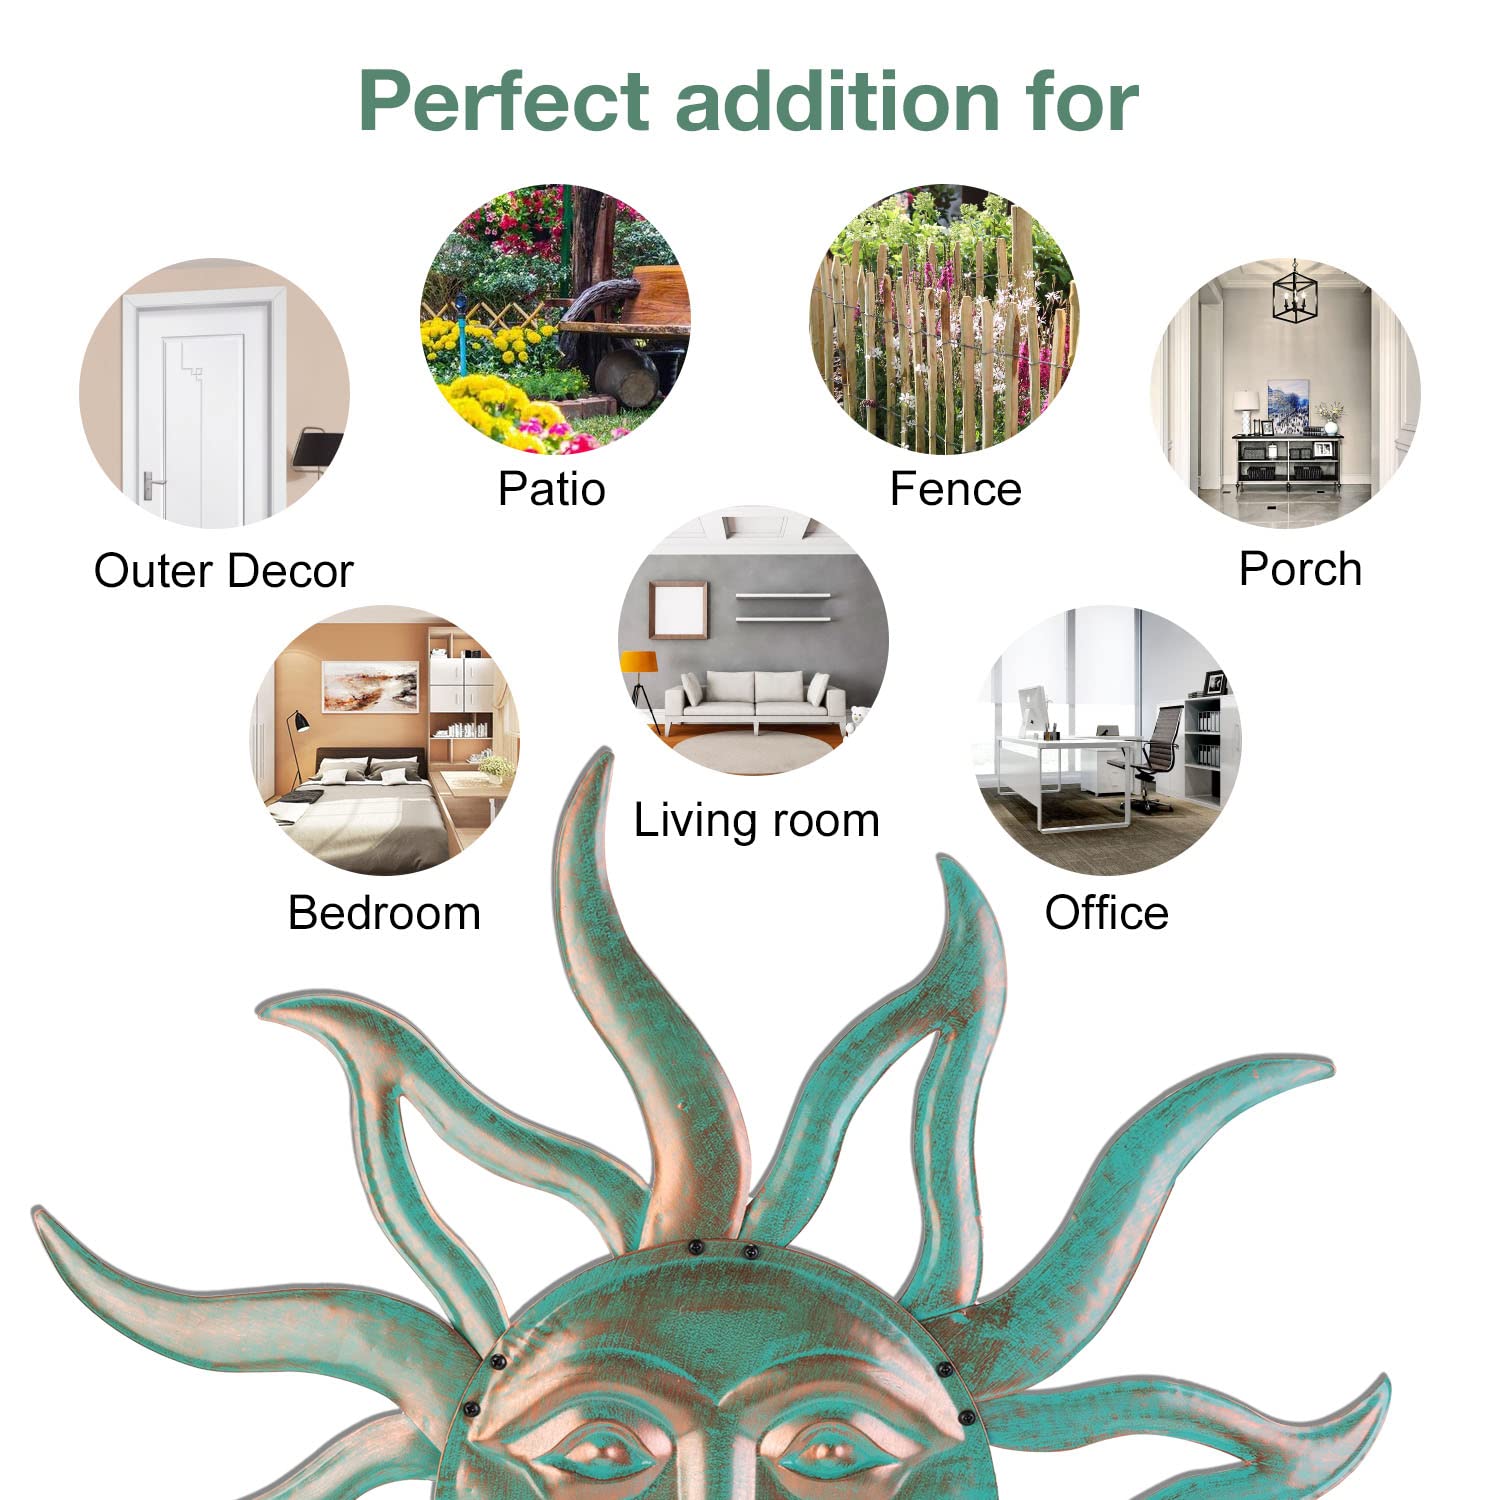 Perfect addition for
Patio
Fence
Outer Decor
Porch
Living room
Bedroom
Office